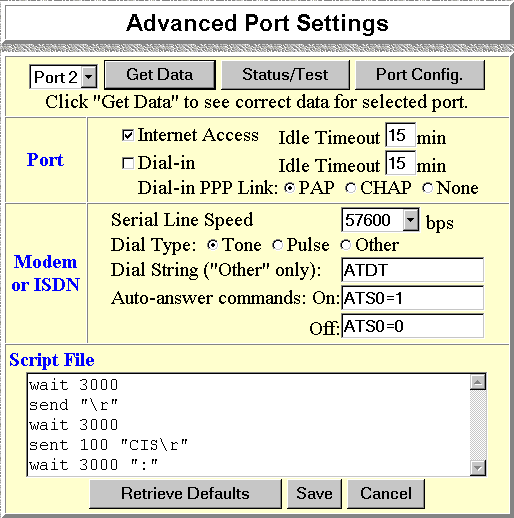 Advanced Port Settings
Port 2 Get Data Status/Test Port Config.
Click "Get Data" to see correct data for selected port.
Port
Internet Access Idle Timeout 15 min
Dial-in Idle Timeout 15 min
Dial-in PPP Link: PAP CHAP None
Modem
or ISDN
Serial Line Speed 57600 bps
Dial Type: Tone Pulse Other
Dial String ("Other" only): ATDT
Auto-answer commands: On: ATS0=1
Off: ATS0=0
Script File
wait 3000
send "\r"
wait 3000
sent 100 "CIS\r"
wait 3000 ":"
Retrieve Defaults Save Cancel